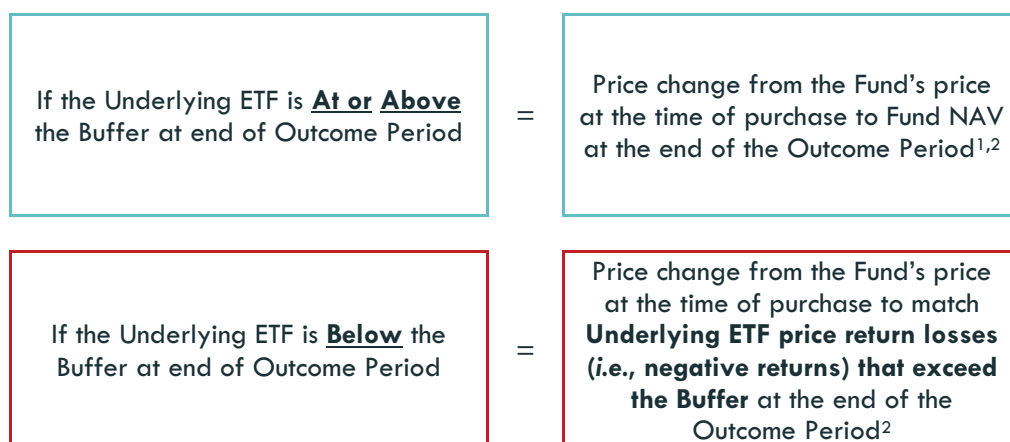 If the Underlying ETF is At or Above
the Buffer at end of Outcome Period
=
Price change from the Fund’s price
at the time of purchase to Fund NAV
at the end of the Outcome Period1,2
If the Underlying ETF is Below the
Buffer at end of Outcome Period
=
Price change from the Fund’s price
at the time of purchase to match
Underlying ETF price return losses
(i.e., negative returns) that exceed
the Buffer at the end of the
Outcome Period2